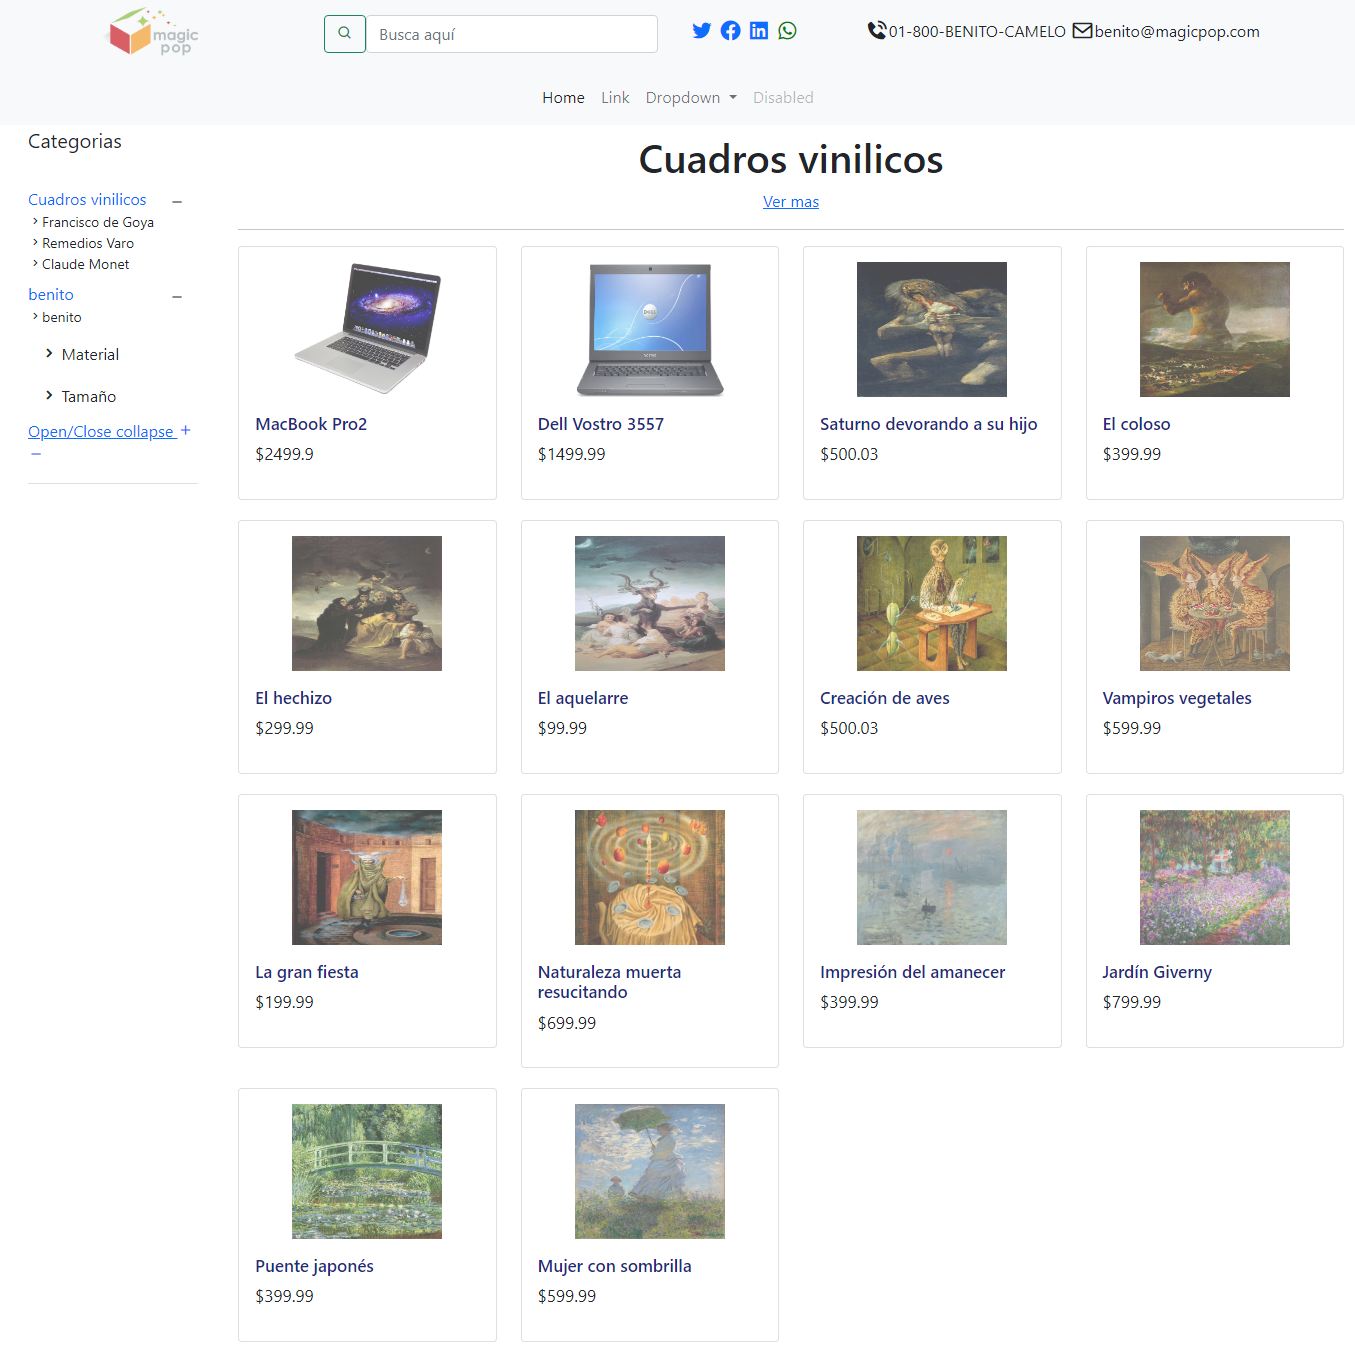 magic
pop
Busca aquí
01-800-BENITO-CAMELO benito@magicpop.com
Home Link Dropdown Disabled
Categorias
Cuadros vinilicos
Francisco de Goya
Remedios Varo
Claude Monet
benito
benito
Material
Tamaño
Open/Close collapse
Cuadros vinilicos
Ver mas
MacBook Pro2
$2499.9
DELL
Dell Vostro 3557
$1499.99
Saturno devorando a su hijo
$500.03
El coloso
$399.99
El hechizo
$299.99
El aquelarre
$99.99
Creación de aves
$500.03
Vampiros vegetales
$599.99
La gran fiesta
$199.99
Naturaleza muerta
resucitando
$699.99
Impresión del amanecer
$399.99
Jardín Giverny
$799.99
Puente japonés
$399.99
Mujer con sombrilla
$599.99